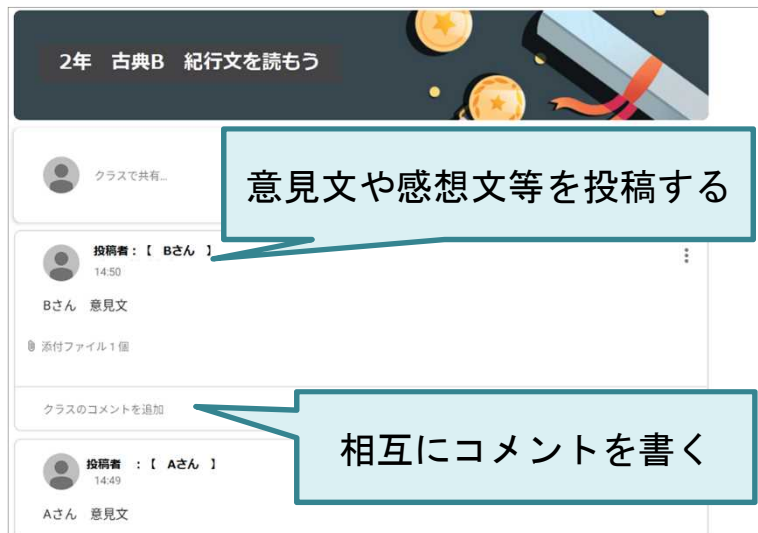 2年　古典B　紀行文を読もう
クラスで共有…
意見文や感想文等を投稿する
投稿者：【　Bさん　】
14:50
Bさん　意見文
添付ファイル 1 個
クラスのコメントを追加
相互にコメントを書く
投稿者　：【　Aさん　】
14:49
Aさん　意見文